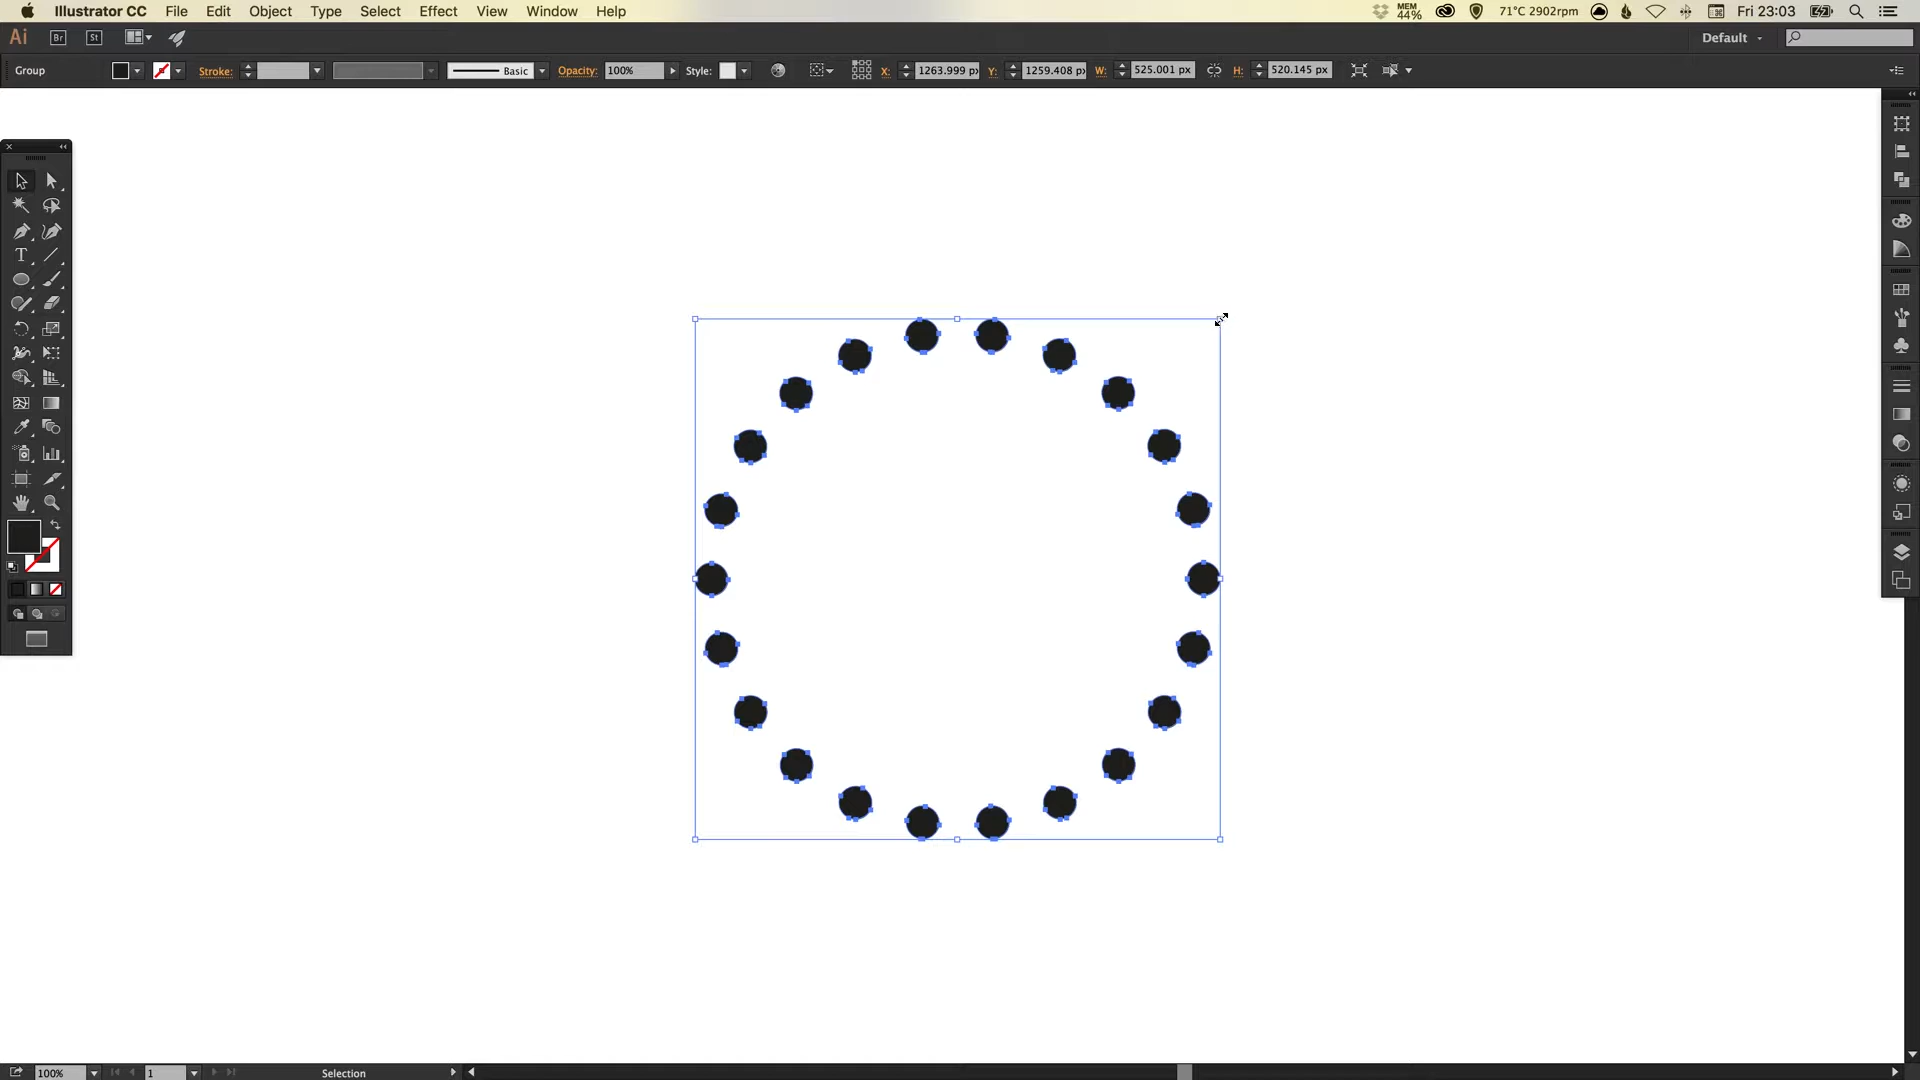 Illustrator CC File Edit Object Type Select Effect View Window Help MEM 44% 71°C 2902rpm Fri 23:03
Ai Br St Default
Group Stroke: Basic Opacity: 100% Style: X: 1263.999 px Y: 1259.408 px W: 525.001 px H: 520.145 px
T
100% 1 Selection